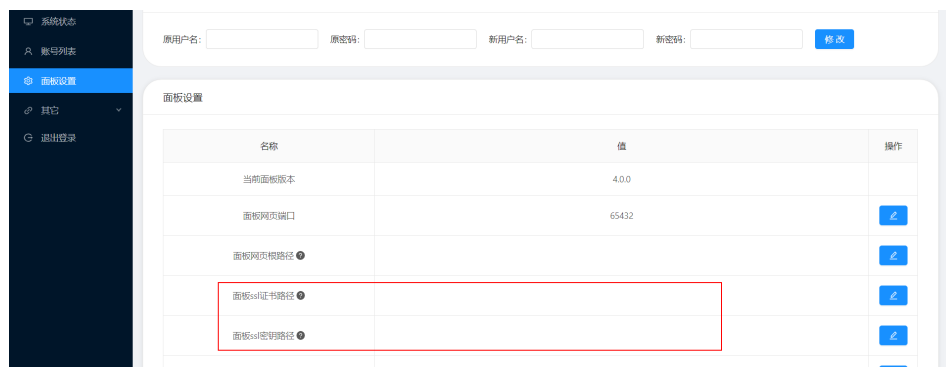 系统状态
账号列表
面板设置
其它
退出登录
原用户名: 原密码: 新用户名: 新密码: 修 改
面板设置
名称 值 操作
当前面板版本 4.0.0
面板网页端口 65432
面板网页根路径
面板ssl证书路径
面板ssl密钥路径